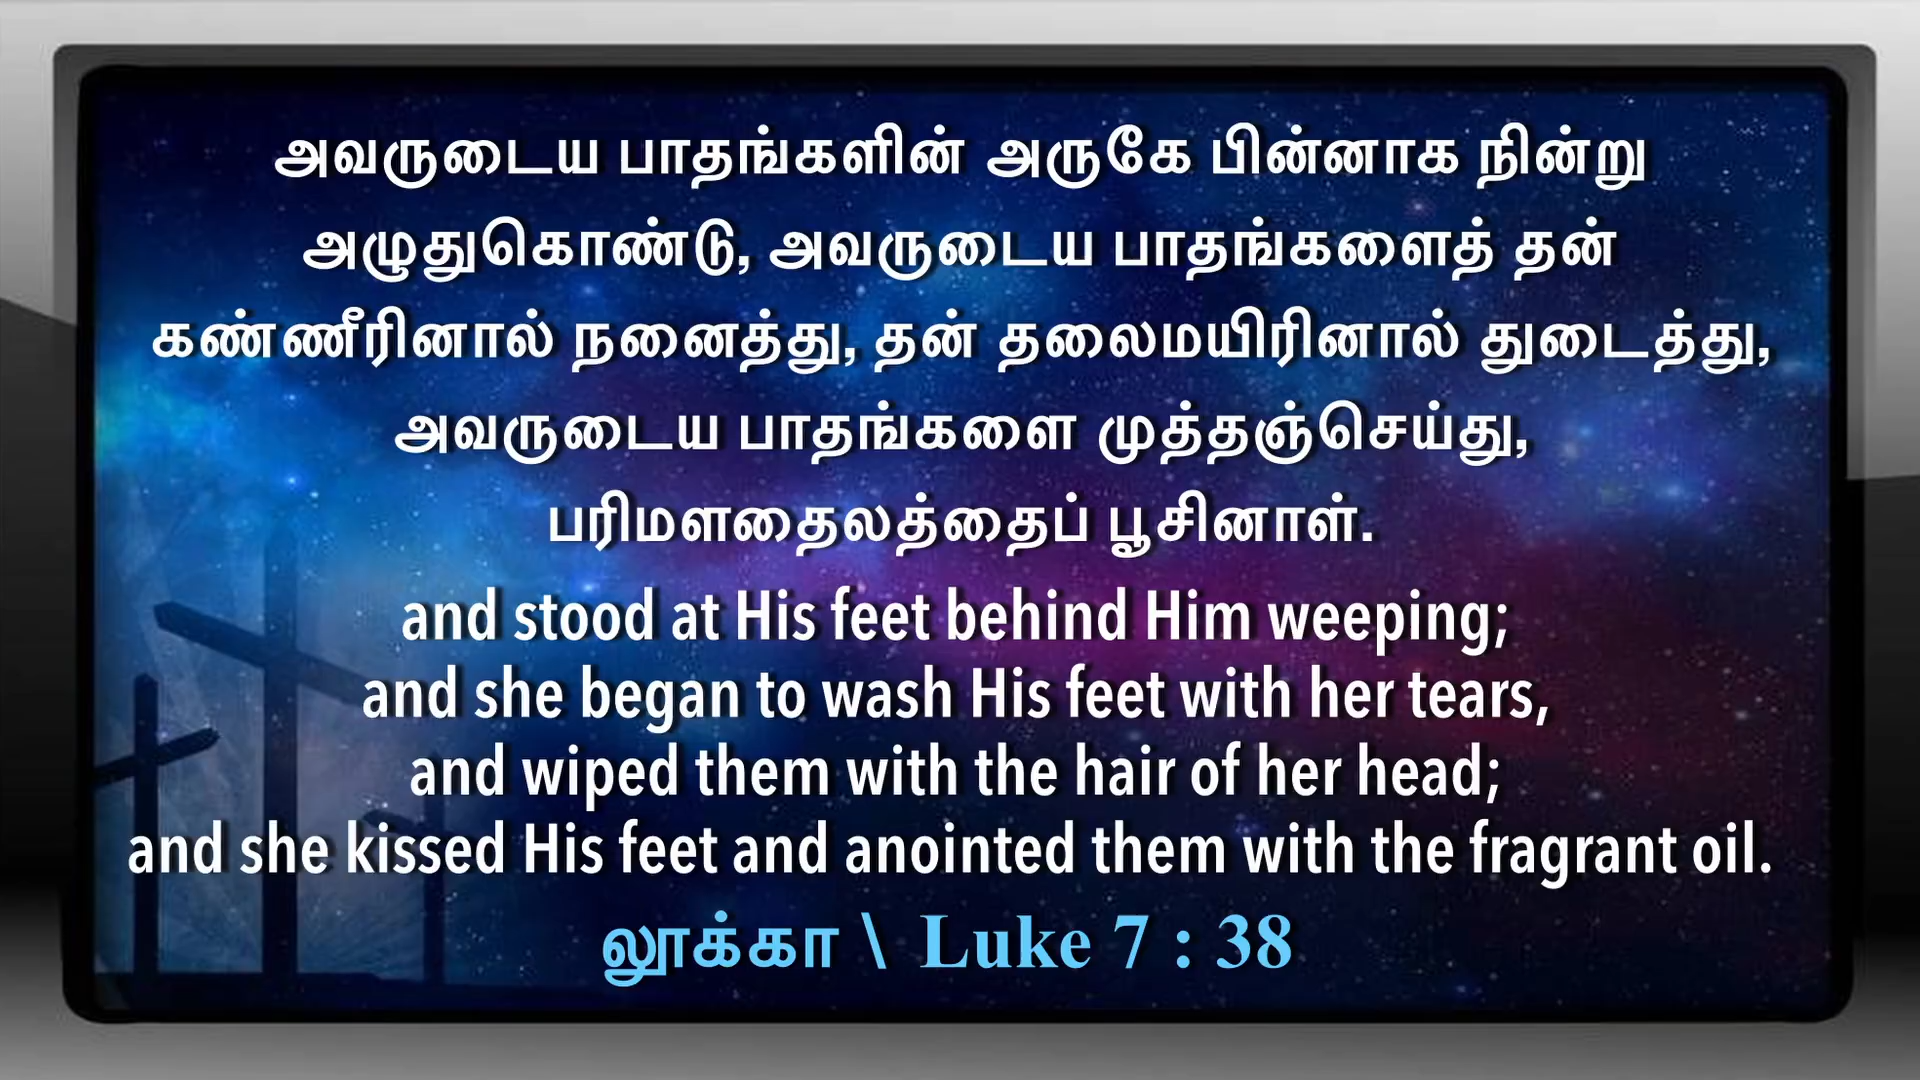 அவருடைய பாதங்களின் அருகே பின்னாக நின்று
அழுதுகொண்டு, அவருடைய பாதங்களைத் தன்
கண்ணீரினால் நனைத்து, தன் தலைமயிரினால் துடைத்து,
அவருடைய பாதங்களை முத்தஞ்செய்து,
பரிமளதைலத்தைப் பூசினாள்.
and stood at His feet behind Him weeping;
and she began to wash His feet with her tears,
and wiped them with the hair of her head;
and she kissed His feet and anointed them with the fragrant oil.
லூக்கா \ Luke 7 : 38